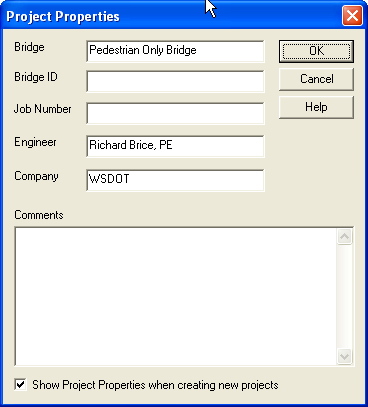 Project Properties
Bridge Pedestrian Only Bridge OK
Bridge ID Cancel
Job Number Help
Engineer Richard Brice, PE
Company WSDOT
Comments
Show Project Properties when creating new projects